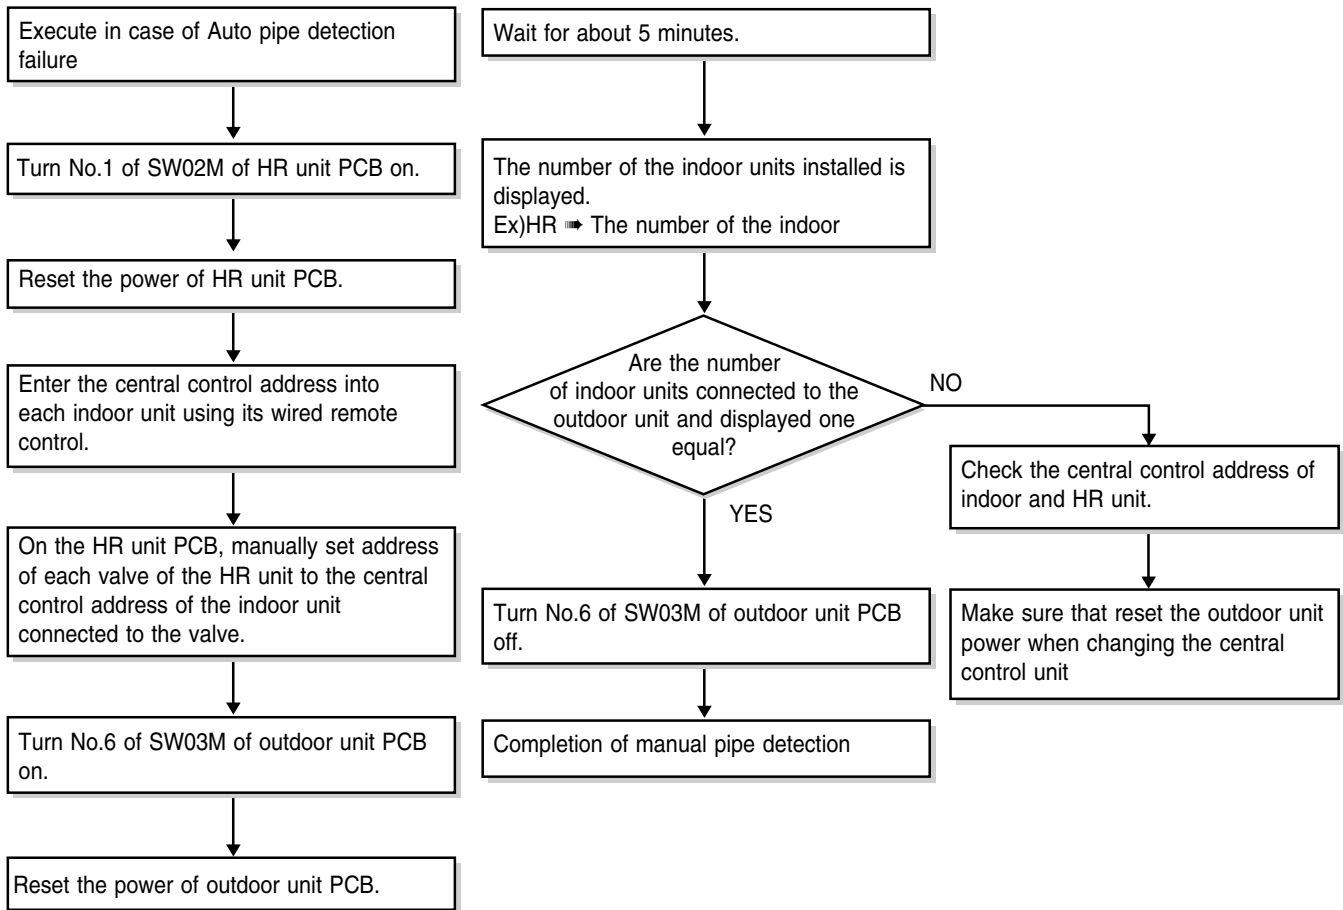 Execute in case of Auto pipe detection
failure
Turn No.1 of SW02M of HR unit PCB on.
Reset the power of HR unit PCB.
Enter the central control address into
each indoor unit using its wired remote
control.
On the HR unit PCB, manually set address
of each valve of the HR unit to the central
control address of the indoor unit
connected to the valve.
Turn No.6 of SW03M of outdoor unit PCB
on.
Reset the power of outdoor unit PCB.
Wait for about 5 minutes.
The number of the indoor units installed is
displayed.
Ex)HR ➠ The number of the indoor
Are the number
of indoor units connected to the
outdoor unit and displayed one
equal?
NO
YES
Turn No.6 of SW03M of outdoor unit PCB
off.
Completion of manual pipe detection
Check the central control address of
indoor and HR unit.
Make sure that reset the outdoor unit
power when changing the central
control unit